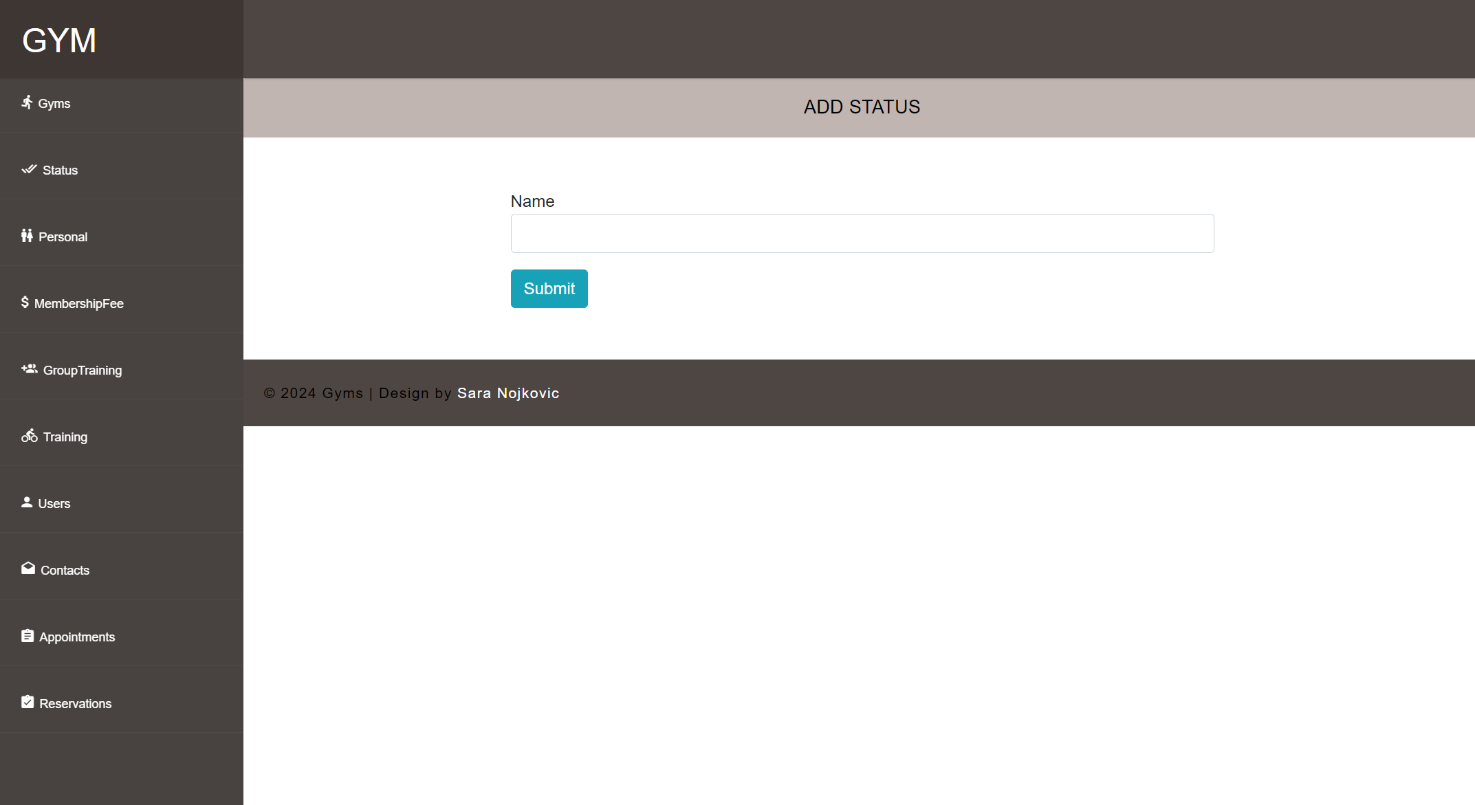 GYM
Gyms
Status
Personal
MembershipFee
GroupTraining
Training
Users
Contacts
Appointments
Reservations
ADD STATUS
Name
Submit
© 2024 Gyms | Design by Sara Nojkovic